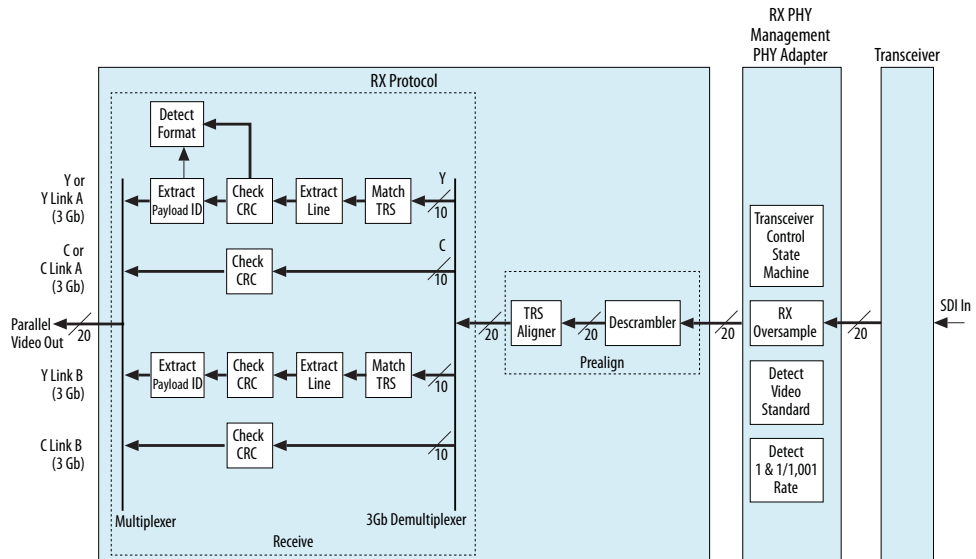 RX PHY
Management
PHY Adapter
Transceiver
RX Protocol
Detect
Format
Y or
Y Link A
(3 Gb)
Extract
Payload ID
Check
CRC
Extract
Line
Match
TRS
Y
10
C or
C Link A
(3 Gb)
Check
CRC
C
10
Transceiver
Control
State
Machine
Parallel
Video Out
20
20
TRS
Aligner
20
Descrambler
20
RX
Oversample
20
SDI In
Prealign
Y Link B
(3 Gb)
Extract
Payload ID
Check
CRC
Extract
Line
Match
TRS
10
Detect
Video
Standard
C Link B
(3 Gb)
Check
CRC
10
Detect
1 & 1/1,001
Rate
Multiplexer
3Gb Demultiplexer
Receive